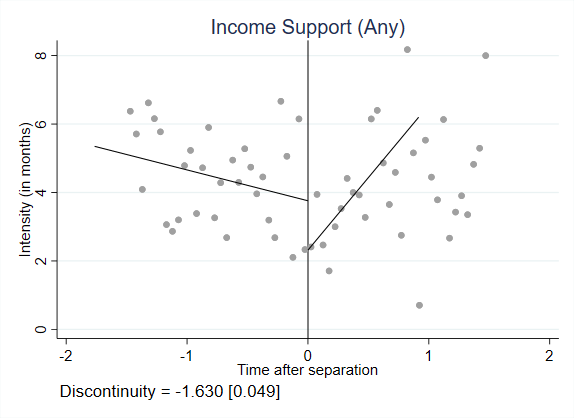 Income Support (Any)
Intensity (in months)
8
6
4
2
0
-2 -1 0 1 2
Time after separation
Discontinuity = -1.630 [0.049]